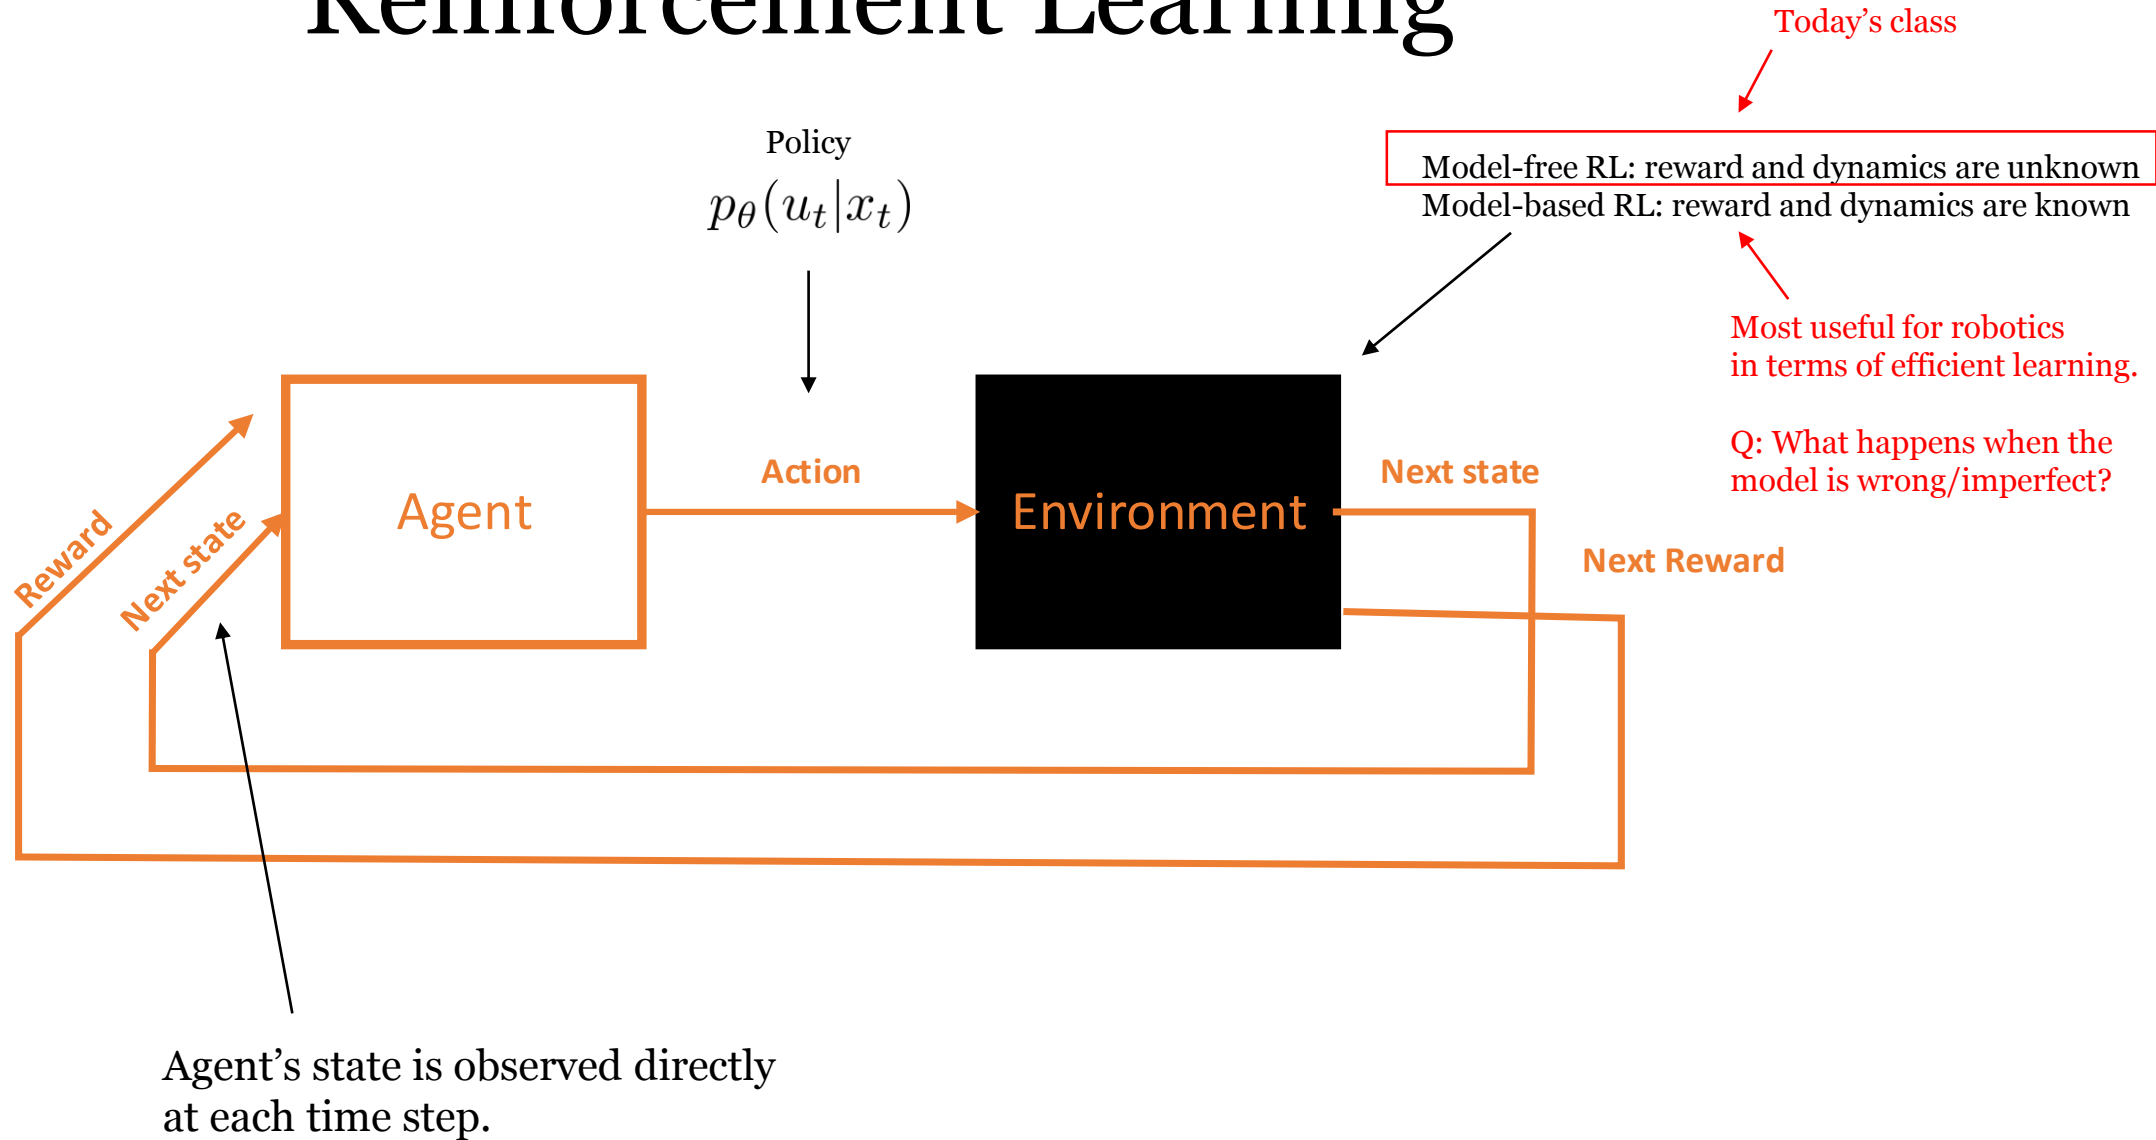 Reinforcement Learning
Today's class
Policy
p_θ(u_t|x_t)
Model-free RL: reward and dynamics are unknown
Model-based RL: reward and dynamics are known
Most useful for robotics
in terms of efficient learning.
Q: What happens when the
model is wrong/imperfect?
Reward
Next state
Agent
Action
Environment
Next state
Next Reward
Agent's state is observed directly
at each time step.